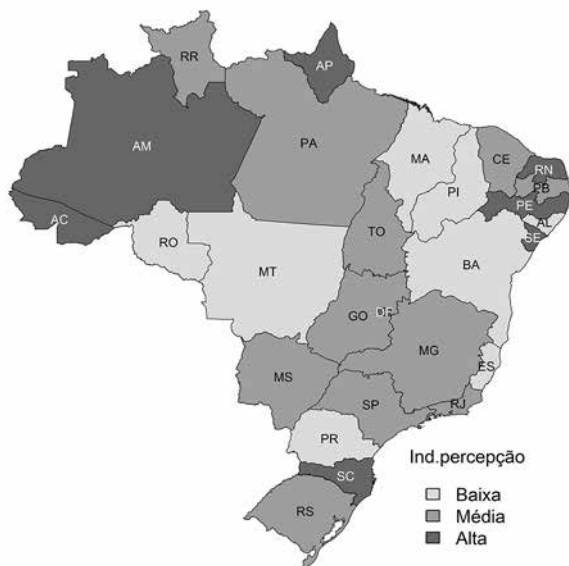 RR
AP
AM
PA
MA
CE
RN
PB
PI
PE
AC
AL
SE
TO
RO
BA
MT
GO
DF
MG
ES
MS
SP
RJ
PR
Ind.percepção
SC
Baixa
RS
Média
Alta